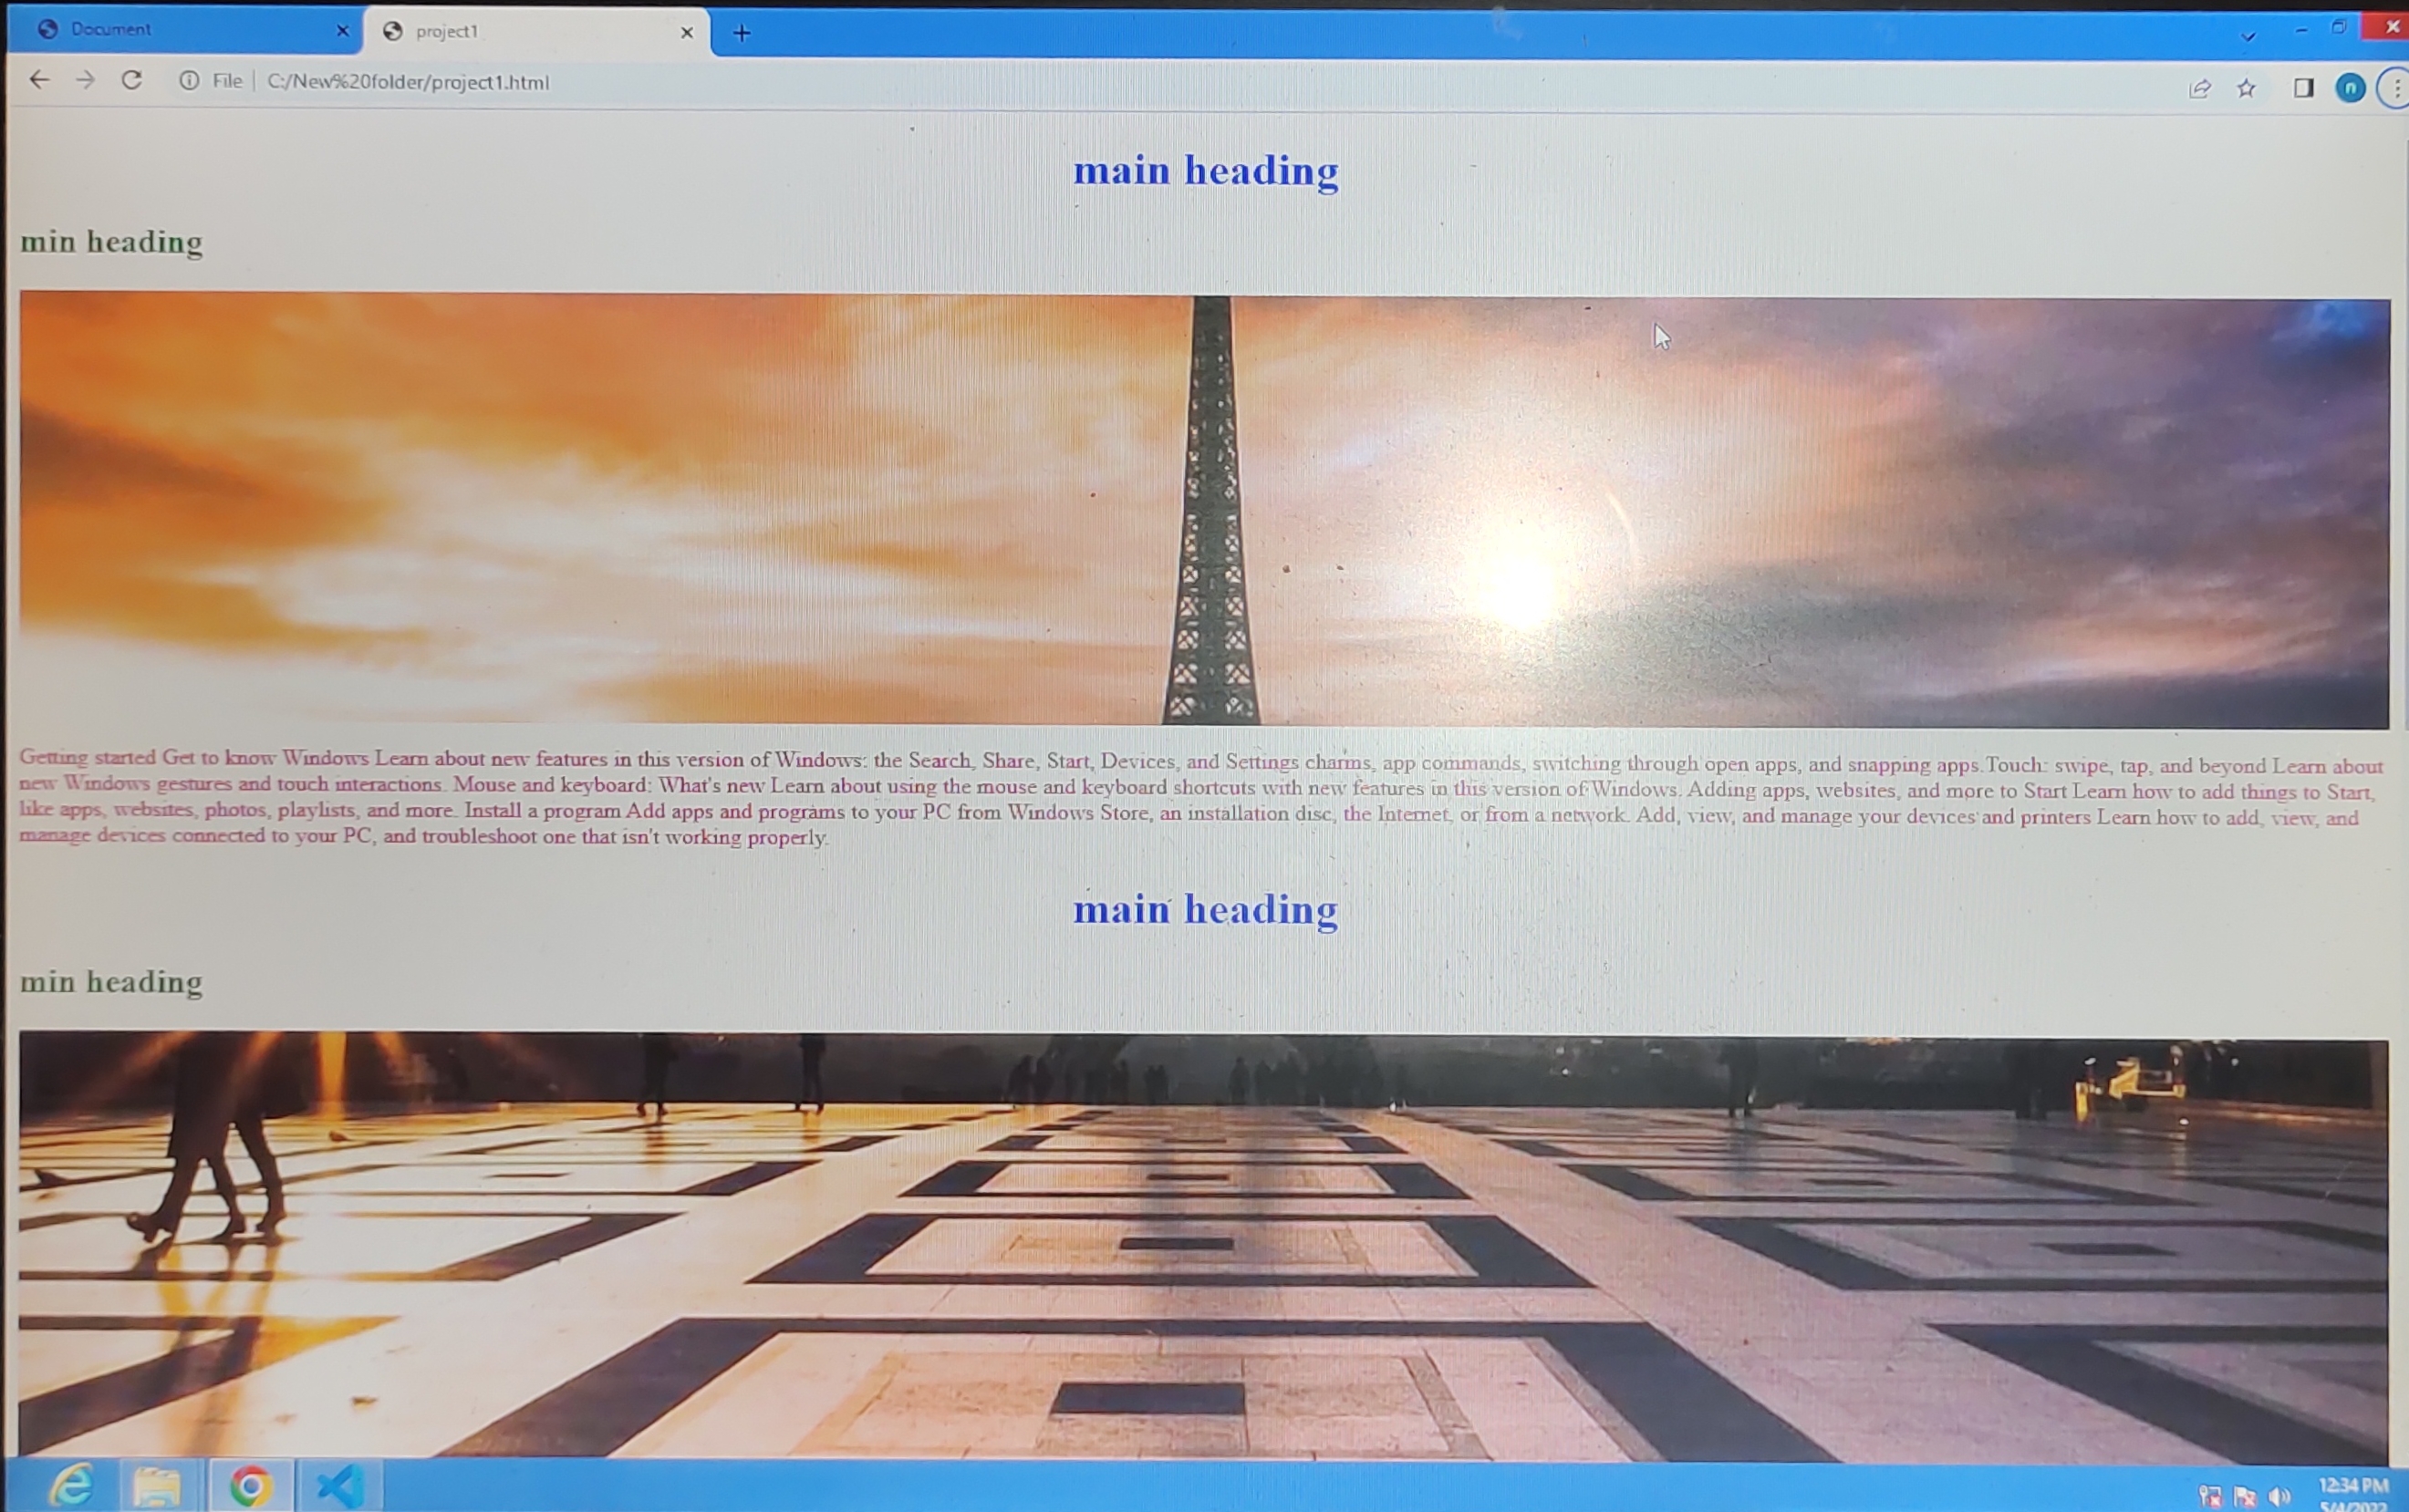 Document
project1
File | C:/New%20folder/project1.html
n
main heading
min heading
Getting started Get to know Windows Learn about new features in this version of Windows: the Search, Share, Start, Devices, and Settings charms, app commands, switching through open apps, and snapping apps.Touch: swipe, tap, and beyond Learn about
new Windows gestures and touch interactions. Mouse and keyboard: What's new Learn about using the mouse and keyboard shortcuts with new features in this version of Windows. Adding apps, websites, and more to Start Learn how to add things to Start,
like apps, websites, photos, playlists, and more. Install a program Add apps and programs to your PC from Windows Store, an installation disc, the Internet, or from a network. Add, view, and manage your devices and printers Learn how to add, view, and
manage devices connected to your PC, and troubleshoot one that isn't working properly.
main heading
min heading
12:34 PM
5/4/2022